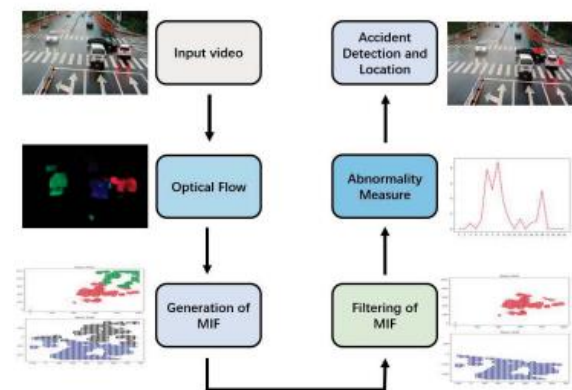 Input video
Optical Flow
Generation of
MIF
Filtering of
MIF
Abnormality
Measure
Accident
Detection and
Location